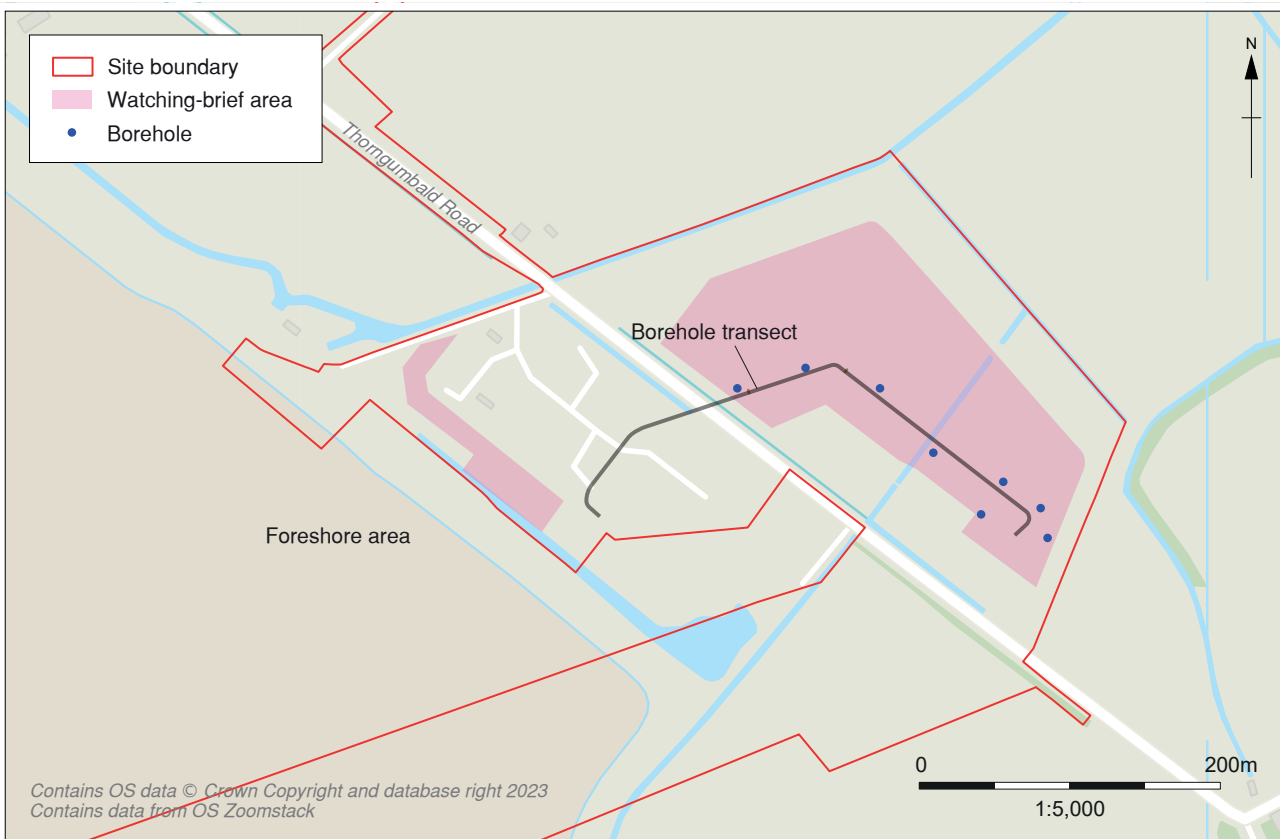 Site boundary
Watching-brief area
Borehole
N
Thorngumbald Road
Borehole transect
Foreshore area
0 200m
1:5,000
Contains OS data © Crown Copyright and database right 2023
Contains data from OS Zoomstack